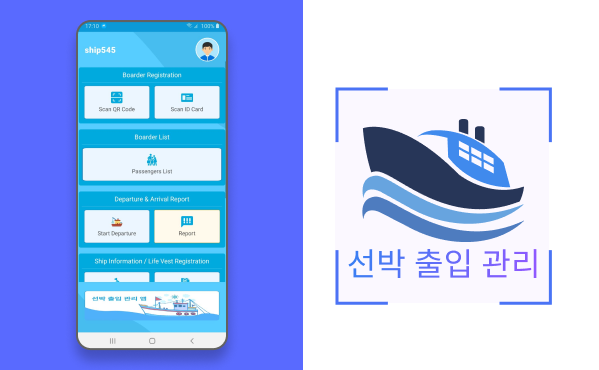 17:10
100%
ship545
Boarder Registration
Scan QR Code
Scan ID Card
Boarder List
Passengers List
Departure & Arrival Report
Start Departure
Report
Ship Information / Life Vest Registration
선박 출입 관리 앱
선박 출입 관리